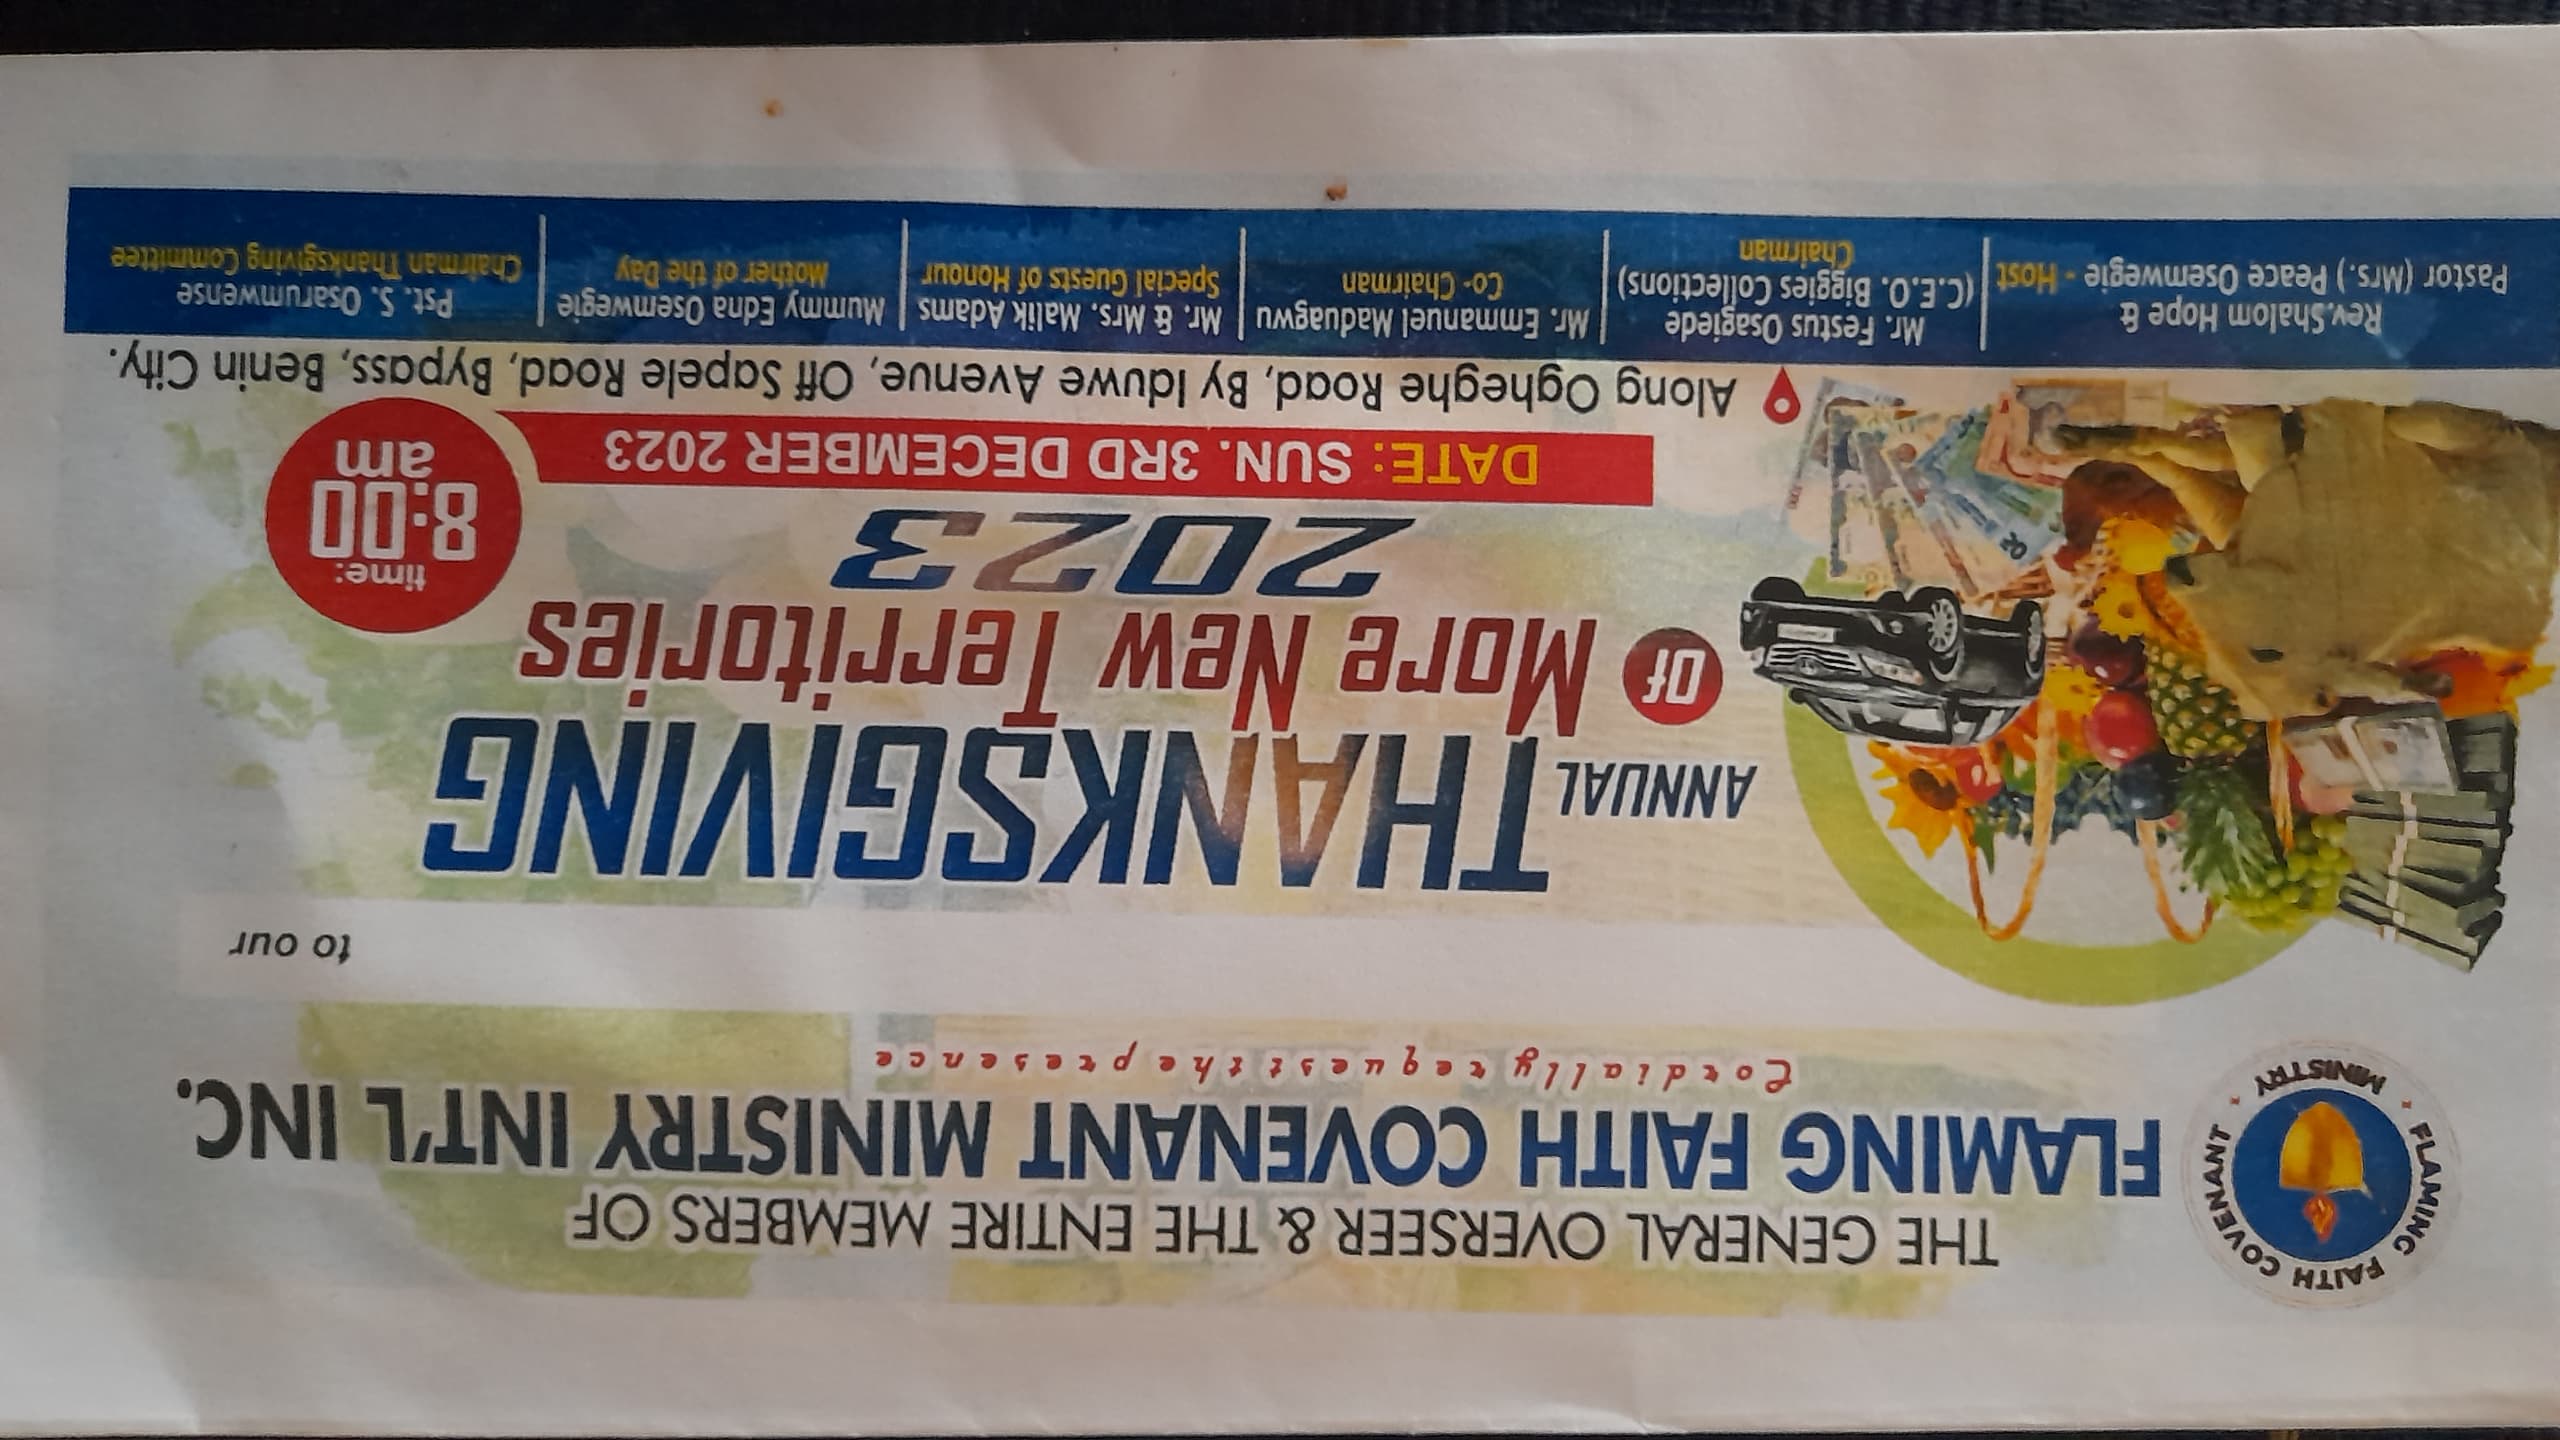 FLAMING FAITH COVENANT
MINISTRY
THE GENERAL OVERSEER & THE ENTIRE MEMBERS OF
FLAMING FAITH COVENANT MINISTRY INT'L INC.
Cordially request the presence
to our
ANNUAL THANKSGIVING
Of More New Territories
2023
time:
8:00
am
DATE: SUN. 3RD DECEMBER 2023
Along Ogheghe Road, By Iduwe Avenue, Off Sapele Road, Bypass, Benin City.
Rev.Shalom Hope &
Pastor (Mrs.) Peace Osemwegie - Host
Mr. Festus Osagiede
(C.E.O. Biggies Collections)
Chairman
Mr. Emmanuel Maduagwu
Co- Chairman
Mr. & Mrs. Malik Adams
Special Guests of Honour
Mummy Edna Osemwegie
Mother of the Day
Pst. S. Osarumwense
Chairman Thanksgiving Committee